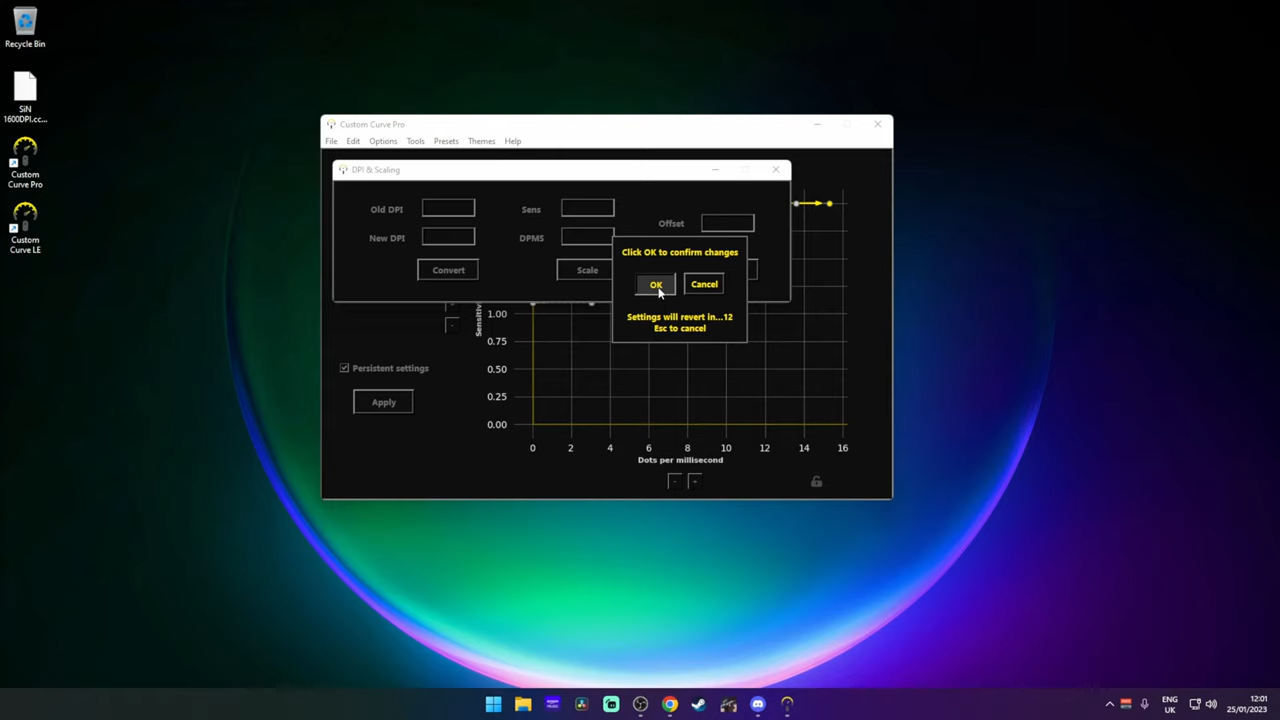 Recycle Bin
SiN
1600DPI.cc...
Custom
Curve Pro
Custom
Curve LE
Custom Curve Pro
File Edit Options Tools Presets Themes Help
DPI & Scaling
Old DPI
Sens
Offset
New DPI
DPMS
Convert
Scale
Click OK to confirm changes
OK
Cancel
Settings will revert in...12
Esc to cancel
Sensitiv
1.00
0.75
0.50
0.25
0.00
Persistent settings
Apply
0 2 4 6 8 10 12 14 16
Dots per millisecond
- +
ENG
UK
12:01
25/01/2023